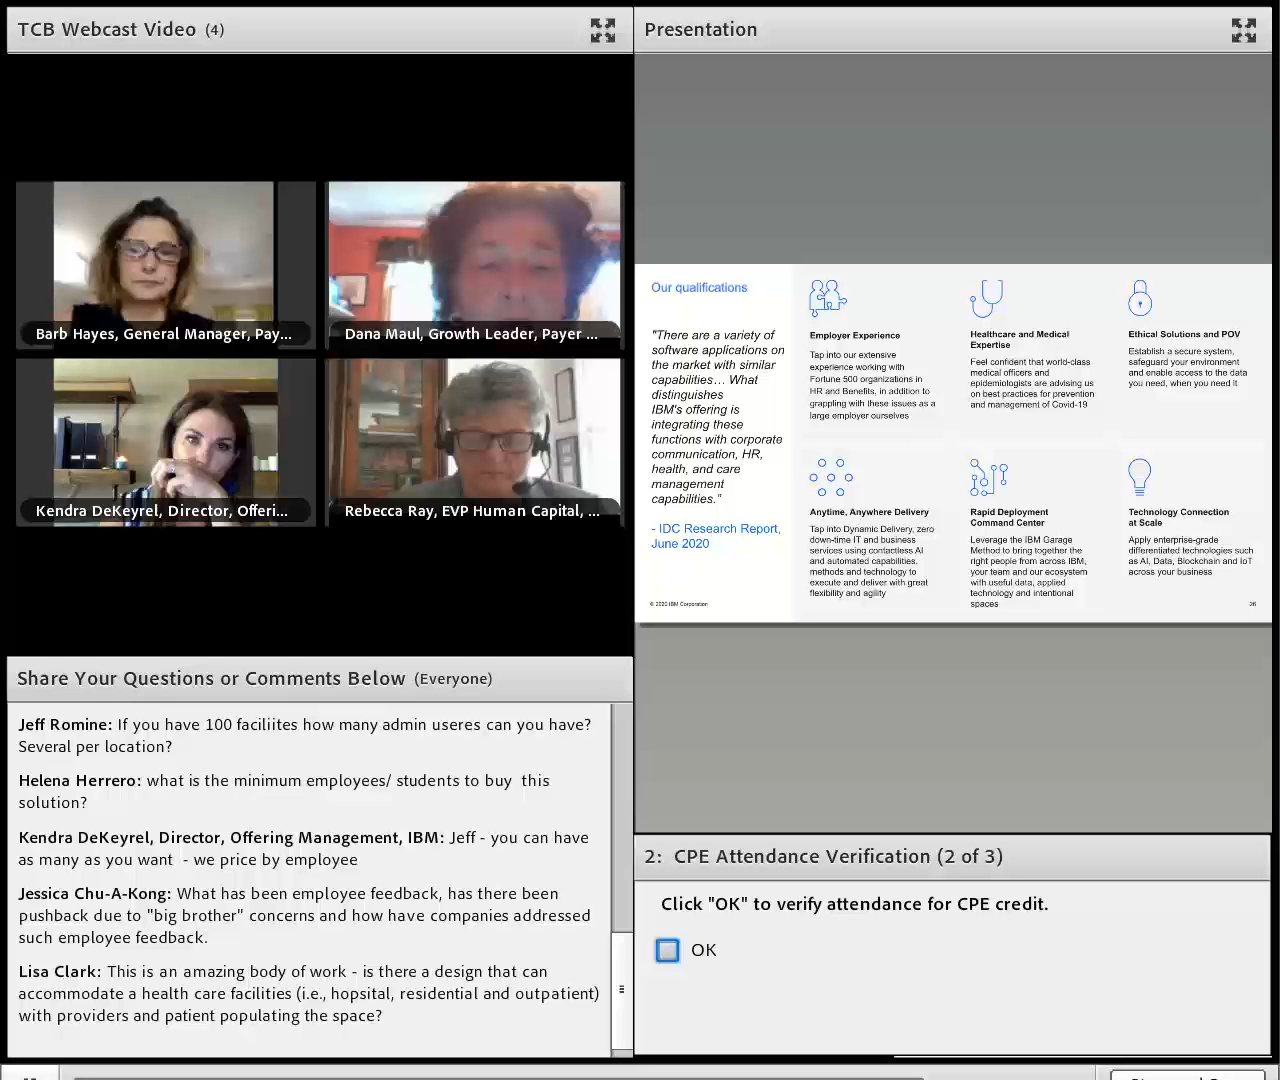 TCB Webcast Video (4)
Barb Hayes, General Manager, Pay...
Dana Maul, Growth Leader, Payer ...
Kendra DeKeyrel, Director, Offeri...
Rebecca Ray, EVP Human Capital, ...
Share Your Questions or Comments Below (Everyone)
Jeff Romine: If you have 100 faciliites how many admin useres can you have?
Several per location?
Helena Herrero: what is the minimum employees/ students to buy this
solution?
Kendra DeKeyrel, Director, Offering Management, IBM: Jeff - you can have
as many as you want - we price by employee
Jessica Chu-A-Kong: What has been employee feedback, has there been
pushback due to "big brother" concerns and how have companies addressed
such employee feedback.
Lisa Clark: This is an amazing body of work - is there a design that can
accommodate a health care facilities (i.e., hopsital, residential and outpatient)
with providers and patient populating the space?
Presentation
Our qualifications
"There are a variety of
software applications on
the market with similar
capabilities… What
distinguishes
IBM's offering is
integrating these
functions with corporate
communication, HR,
health, and care
management
capabilities."
- IDC Research Report,
June 2020
© 2020 IBM Corporation
Employer Experience
Tap into our extensive
experience working with
Fortune 500 organizations in
HR and Benefits, in addition to
grappling with these issues as a
large employer ourselves
Healthcare and Medical
Expertise
Feel confident that world-class
medical officers and
epidemiologists are advising us
on best practices for prevention
and management of Covid-19
Ethical Solutions and POV
Establish a secure system,
safeguard your environment
and enable access to the data
you need, when you need it
Anytime, Anywhere Delivery
Tap into Dynamic Delivery, zero
down-time IT and business
services using contactless AI
and automated capabilities,
methods and technology to
execute and deliver with great
flexibility and agility
Rapid Deployment
Command Center
Leverage the IBM Garage
Method to bring together the
right people from across IBM,
your team and our ecosystem
with useful data, applied
technology and intentional
spaces
Technology Connection
at Scale
Apply enterprise-grade
differentiated technologies such
as AI, Data, Blockchain and IoT
across your business
26
2: CPE Attendance Verification (2 of 3)
Click "OK" to verify attendance for CPE credit.
OK